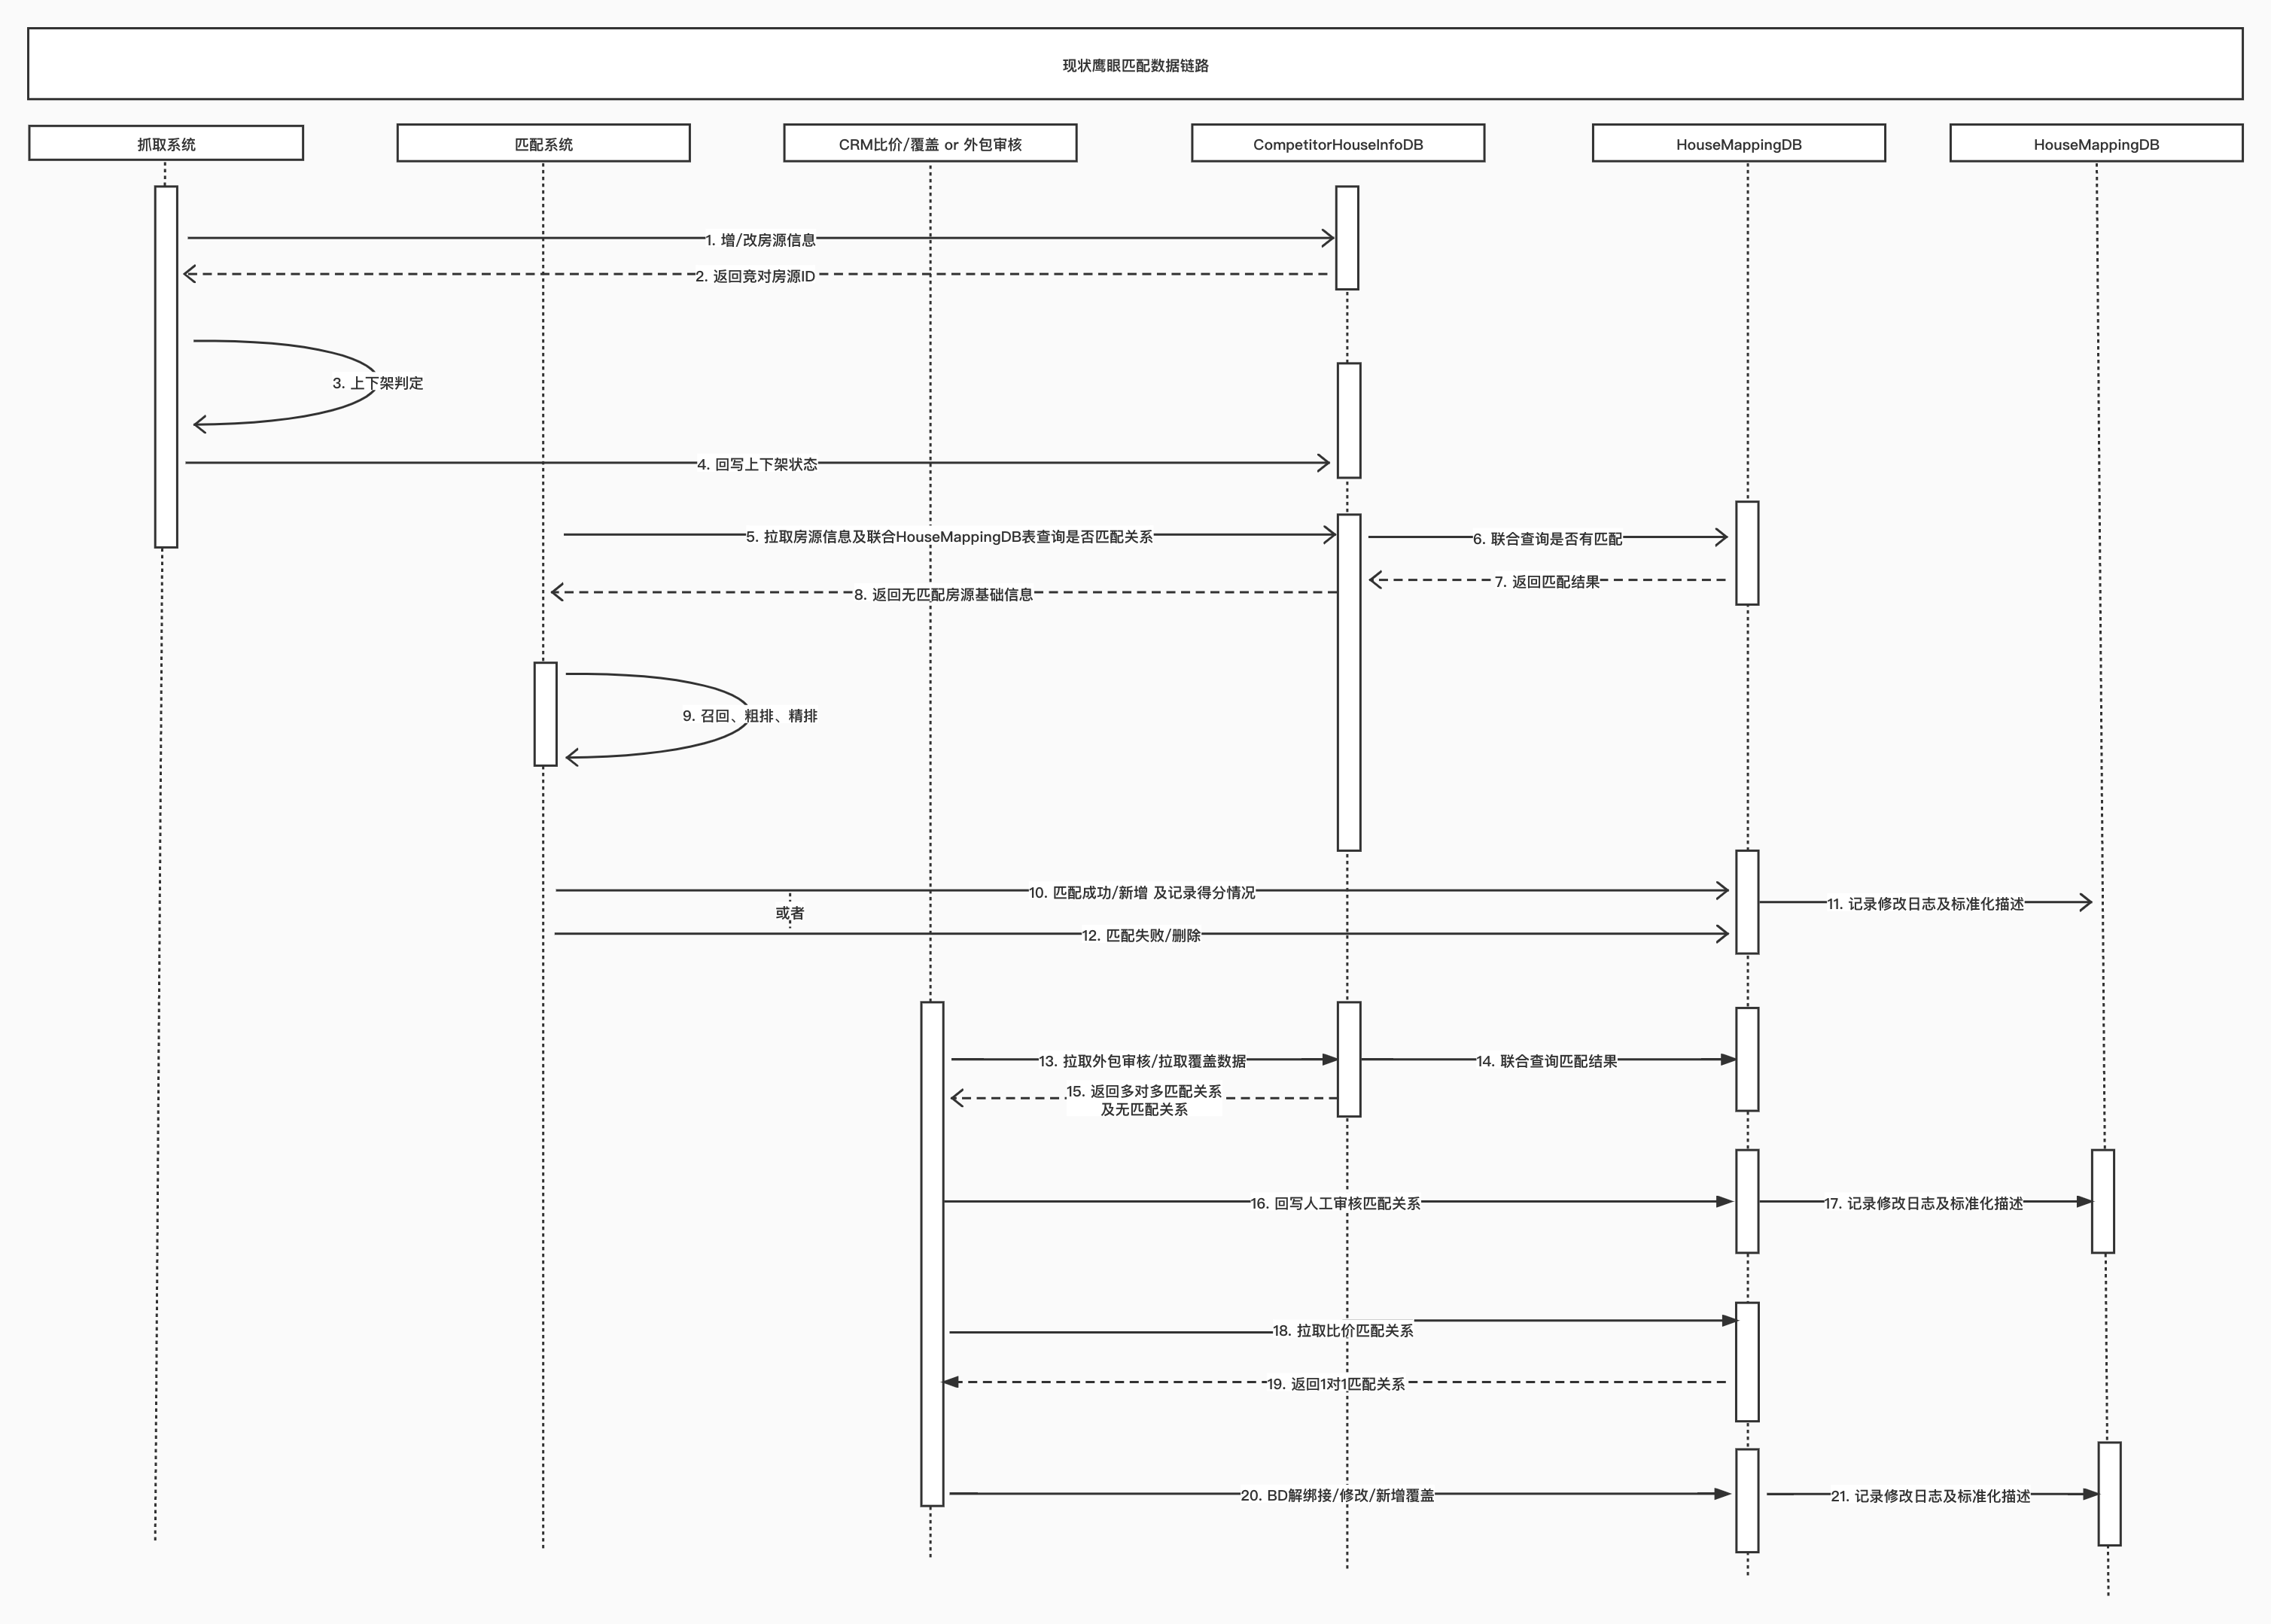 现状鹰眼匹配数据链路
抓取系统
匹配系统
CRM比价/覆盖 or 外包审核
CompetitorHouseInfoDB
HouseMappingDB
HouseMappingDB
1. 增/改房源信息
2. 返回竞对房源ID
3. 上下架判定
4. 回写上下架状态
5. 拉取房源信息及联合HouseMappingDB表查询是否匹配关系
6. 联合查询是否有匹配
7. 返回匹配结果
8. 返回无匹配房源基础信息
9. 召回、粗排、精排
10. 匹配成功/新增 及记录得分情况
11. 记录修改日志及标准化描述
或者
12. 匹配失败/删除
13. 拉取外包审核/拉取覆盖数据
14. 联合查询匹配结果
15. 返回多对多匹配关系
及无匹配关系
16. 回写人工审核匹配关系
17. 记录修改日志及标准化描述
18. 拉取比价匹配关系
19. 返回1对1匹配关系
20. BD解绑接/修改/新增覆盖
21. 记录修改日志及标准化描述